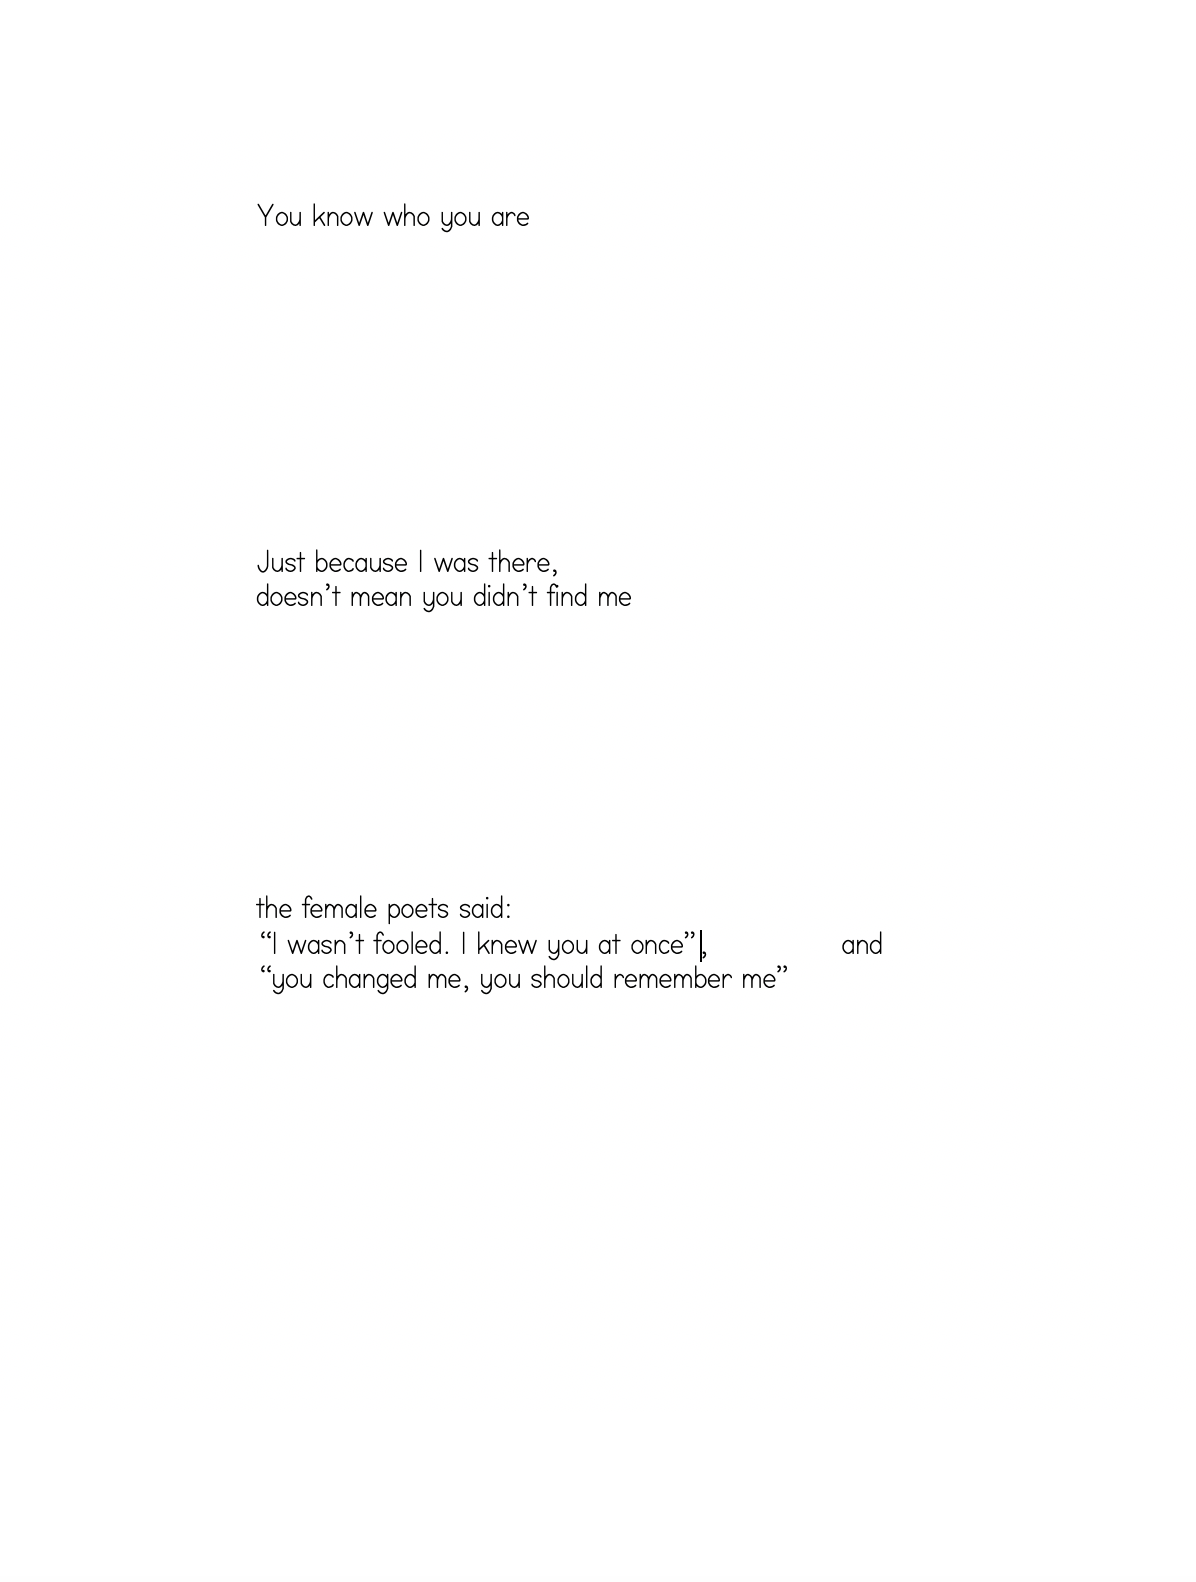 You know who you are
Just because I was there,
doesn’t mean you didn’t find me
the female poets said:
“I wasn’t fooled. I knew you at once”, and
“you changed me, you should remember me”